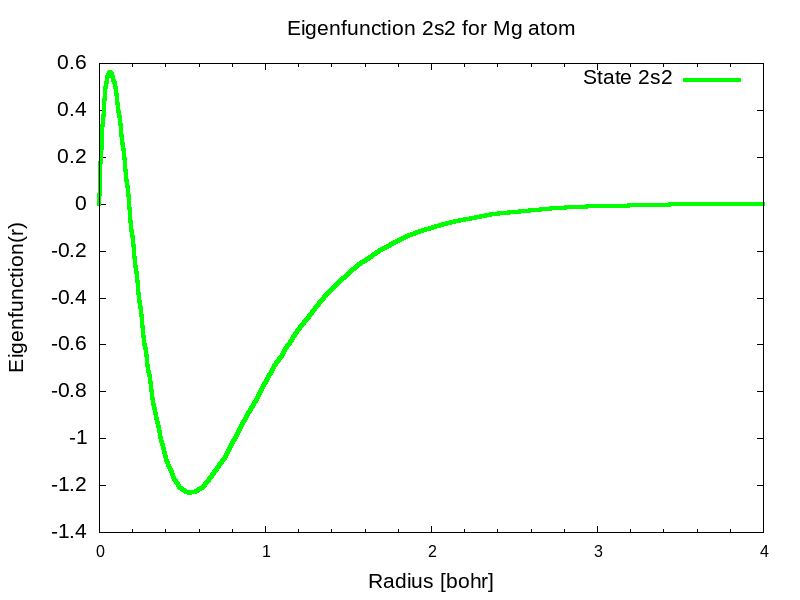 Eigenfunction 2s2 for Mg atom
State 2s2
0.6
0.4
0.2
0
-0.2
-0.4
-0.6
-0.8
-1
-1.2
-1.4
Eigenfunction(r)
0 1 2 3 4
Radius [bohr]